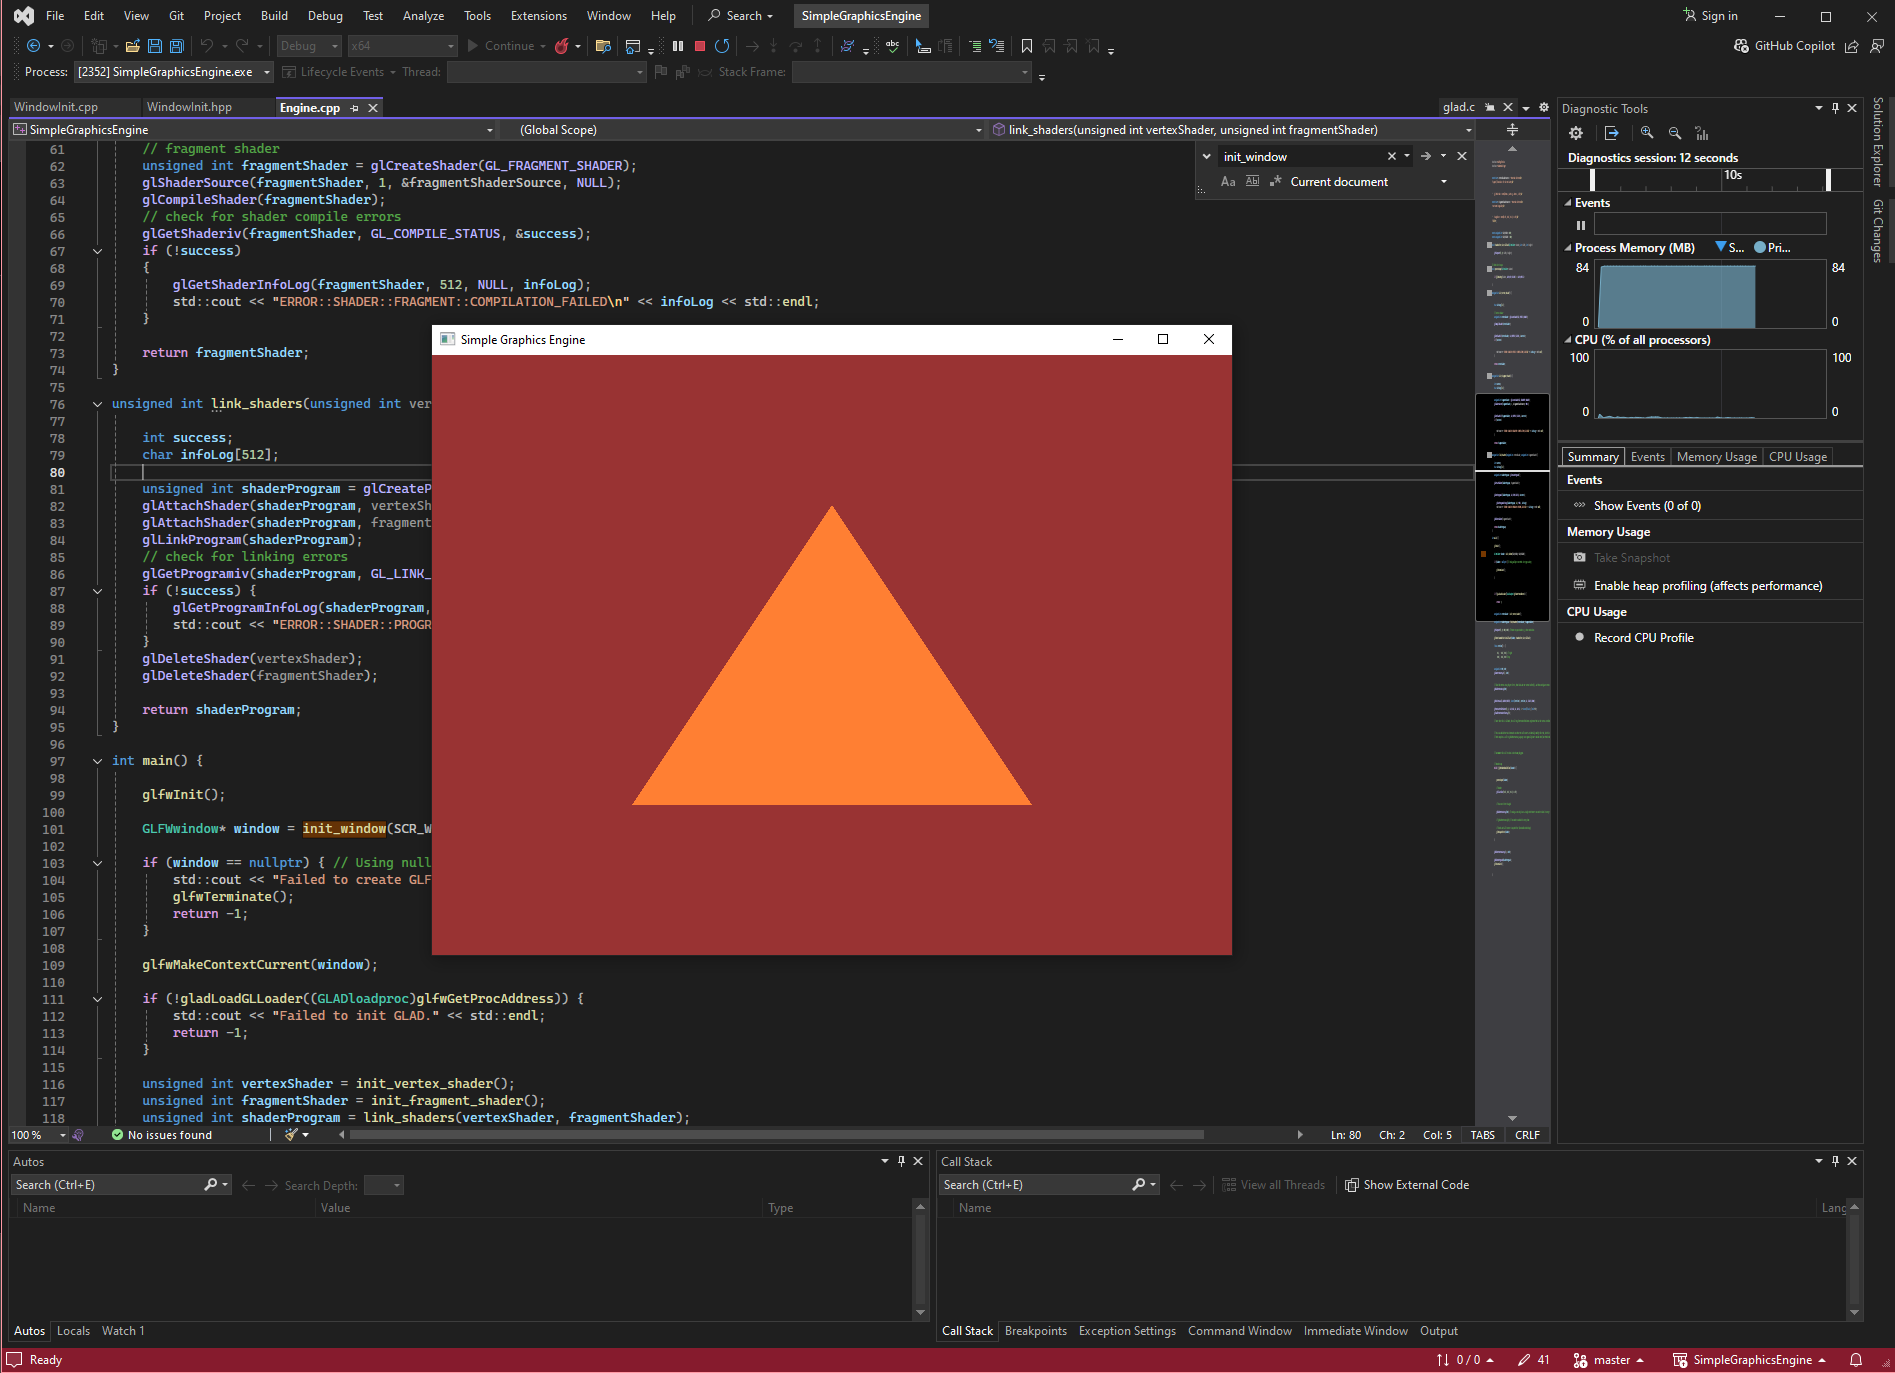 File Edit View Git Project Build Debug Test Analyze Tools Extensions Window Help Search SimpleGraphicsEngine Sign in
Debug x64 Continue abc GitHub Copilot
Process: [2352] SimpleGraphicsEngine.exe Lifecycle Events Thread: Stack Frame:
WindowInit.cpp WindowInit.hpp Engine.cpp glad.c
SimpleGraphicsEngine (Global Scope) link_shaders(unsigned int vertexShader, unsigned int fragmentShader)
init_window
Aa Ab Current document
61 // fragment shader
62 unsigned int fragmentShader = glCreateShader(GL_FRAGMENT_SHADER);
63 glShaderSource(fragmentShader, 1, &fragmentShaderSource, NULL);
64 glCompileShader(fragmentShader);
65 // check for shader compile errors
66 glGetShaderiv(fragmentShader, GL_COMPILE_STATUS, &success);
67 if (!success)
68 {
69 glGetShaderInfoLog(fragmentShader, 512, NULL, infoLog);
70 std::cout << "ERROR::SHADER::FRAGMENT::COMPILATION_FAILED\n" << infoLog << std::endl;
71 }
72
73 return fragmentShader;
74 }
75
76 unsigned int link_shaders(unsigned int ver
77
78 int success;
79 char infoLog[512];
80
81 unsigned int shaderProgram = glCreateP
82 glAttachShader(shaderProgram, vertexSh
83 glAttachShader(shaderProgram, fragment
84 glLinkProgram(shaderProgram);
85 // check for linking errors
86 glGetProgramiv(shaderProgram, GL_LINK_
87 if (!success) {
88 glGetProgramInfoLog(shaderProgram,
89 std::cout << "ERROR::SHADER::PROGR
90 }
91 glDeleteShader(vertexShader);
92 glDeleteShader(fragmentShader);
93
94 return shaderProgram;
95 }
96
97 int main() {
98
99 glfwInit();
100
101 GLFWwindow* window = init_window(SCR_W
102
103 if (window == nullptr) { // Using null
104 std::cout << "Failed to create GLF
105 glfwTerminate();
106 return -1;
107 }
108
109 glfwMakeContextCurrent(window);
110
111 if (!gladLoadGLLoader((GLADloadproc)glfwGetProcAddress)) {
112 std::cout << "Failed to init GLAD." << std::endl;
113 return -1;
114 }
115
116 unsigned int vertexShader = init_vertex_shader();
117 unsigned int fragmentShader = init_fragment_shader();
118 unsigned int shaderProgram = link_shaders(vertexShader, fragmentShader);
Simple Graphics Engine
100 % No issues found Ln: 80 Ch: 2 Col: 5 TABS CRLF
Diagnostic Tools
Diagnostics session: 12 seconds
10s
Events
Process Memory (MB) S... Pri...
84 84
0 0
CPU (% of all processors)
100 100
0 0
Summary Events Memory Usage CPU Usage
Events
Show Events (0 of 0)
Memory Usage
Take Snapshot
Enable heap profiling (affects performance)
CPU Usage
Record CPU Profile
Solution Explorer
Git Changes
Autos
Search (Ctrl+E) Search Depth:
Name Value Type
Autos Locals Watch 1
Call Stack
Search (Ctrl+E) View all Threads Show External Code
Name Lang
Call Stack Breakpoints Exception Settings Command Window Immediate Window Output
Ready 0 / 0 41 master SimpleGraphicsEngine